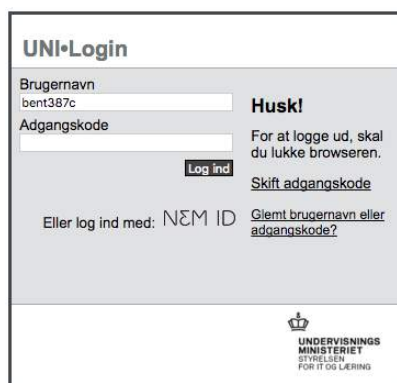 UNI•Login
Brugernavn
bent387c
Adgangskode
Log ind
Eller log ind med: NEM ID
Husk!
For at logge ud, skal
du lukke browseren.
Skift adgangskode
Glemt brugernavn eller
adgangskode?
UNDERVISNINGS
MINISTERIET
STYRELSEN
FOR IT OG LÆRING